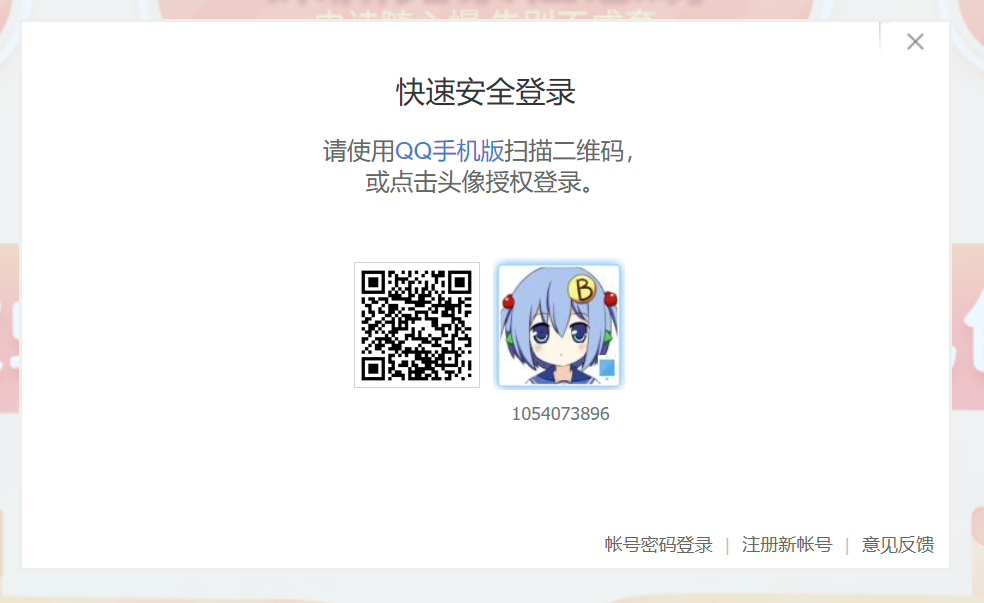 快速安全登录
请使用QQ手机版扫描二维码,
或点击头像授权登录。
B
1054073896
帐号密码登录 | 注册新帐号 | 意见反馈